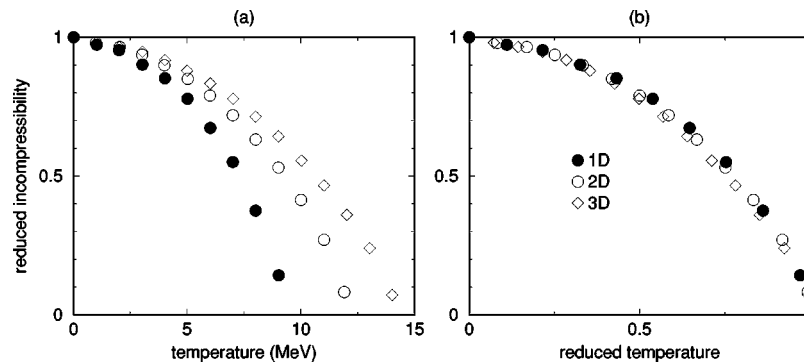 (a)
(b)
reduced incompressibility
1
0.5
0
0
5
10
15
temperature (MeV)
1
0.5
0
0
0.5
1
reduced temperature
1D
2D
3D